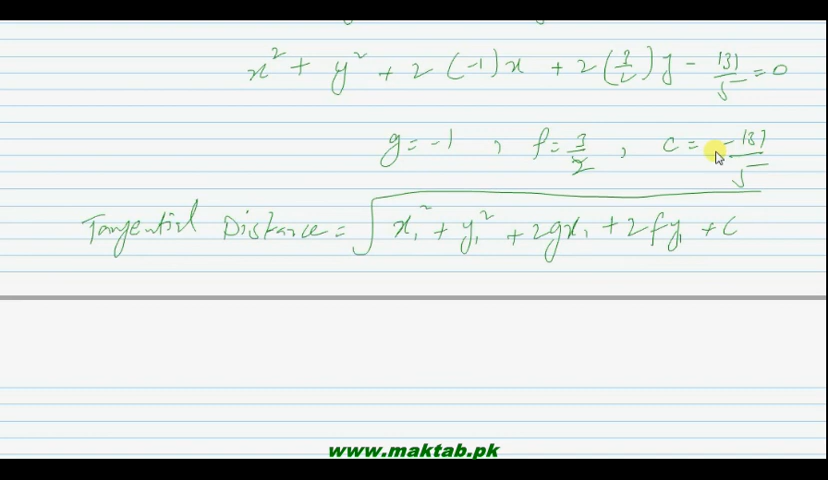 x² + y² + 2(-1)x + 2(3/2)y - 131/5 = 0
g = -1 , f = 3/2 , c = -131/5
Tangential Distance = √(x₁² + y₁² + 2gx₁ + 2fy₁ + c)
www.maktab.pk